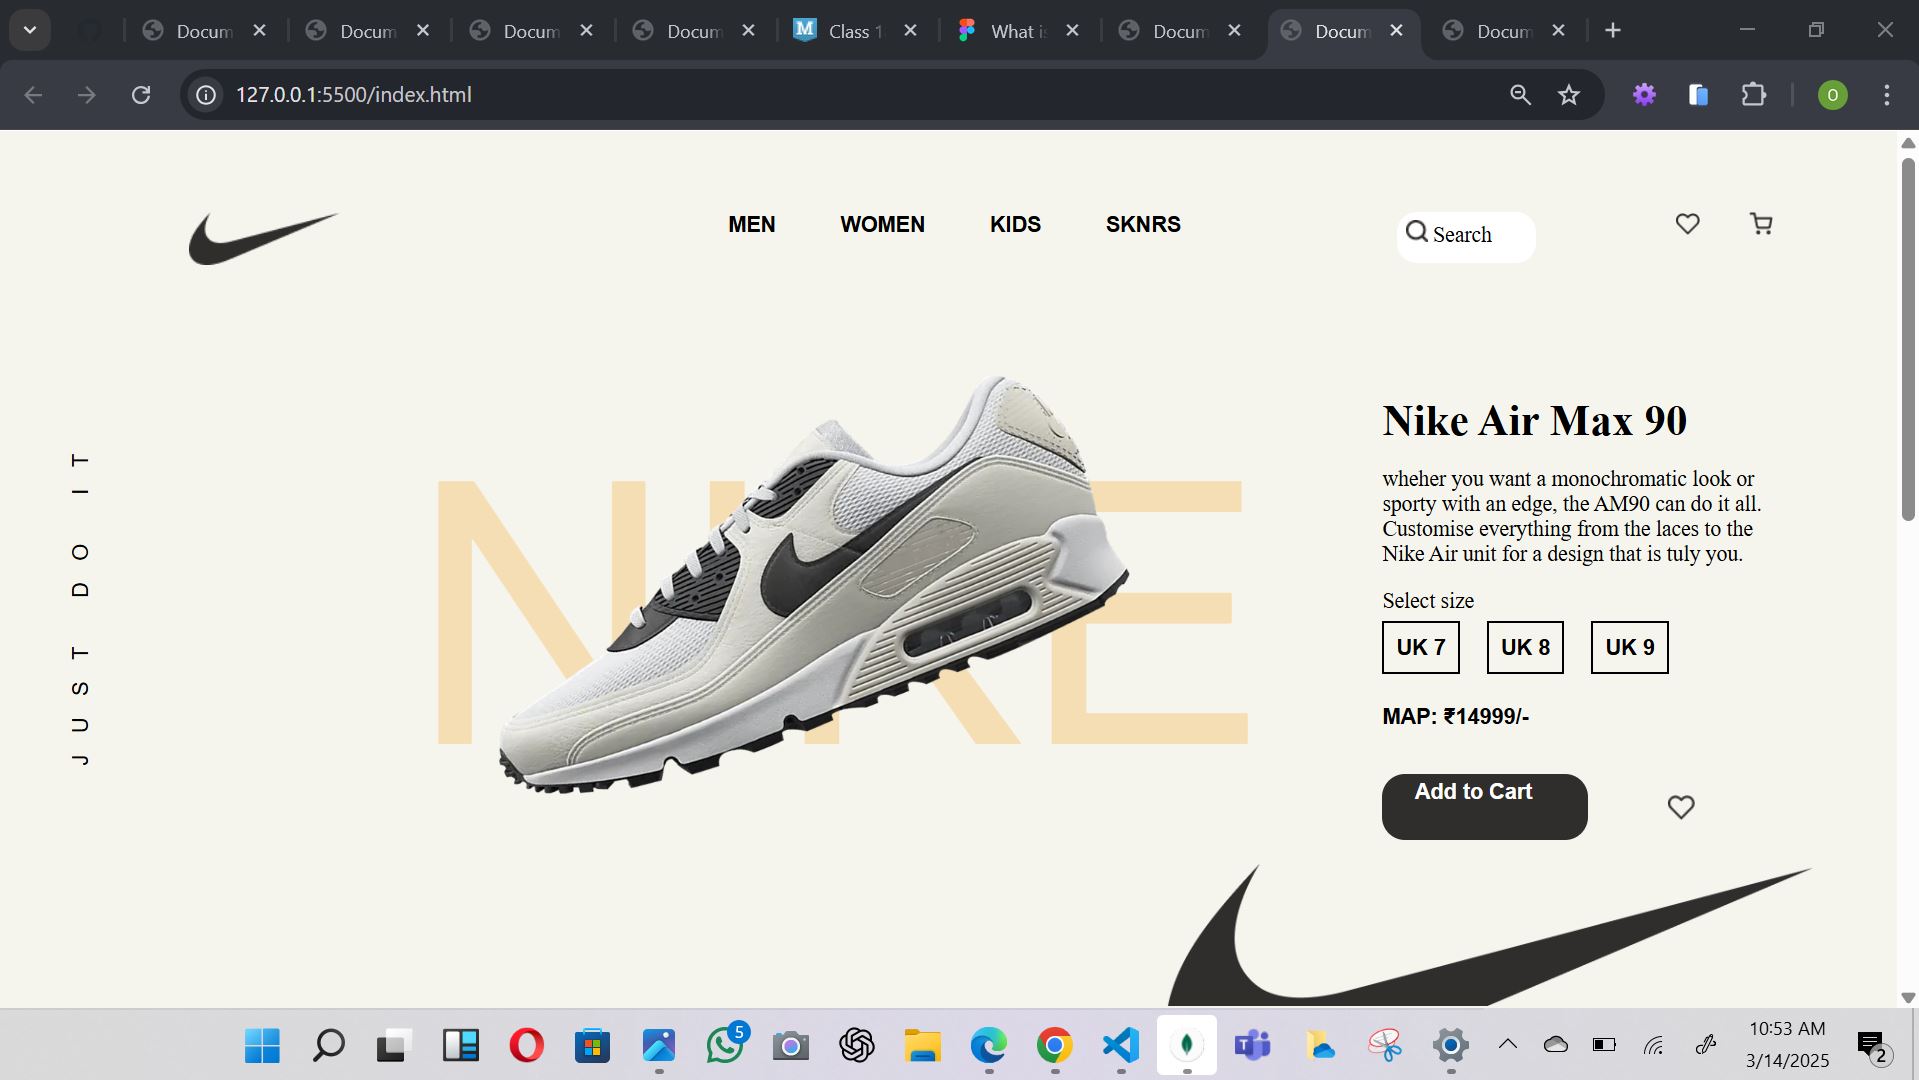 Docum
Docum
Docum
Docum
Class 1
What i
Docum
Docum
Docum
127.0.0.1:5500/index.html
O
MEN WOMEN KIDS SKNRS
Search
JUST DO IT
NIKE
Nike Air Max 90
wheher you want a monochromatic look or
sporty with an edge, the AM90 can do it all.
Customise everything from the laces to the
Nike Air unit for a design that is tuly you.
Select size
UK 7 UK 8 UK 9
MAP: ₹14999/-
Add to Cart
5
10:53 AM
3/14/2025
2